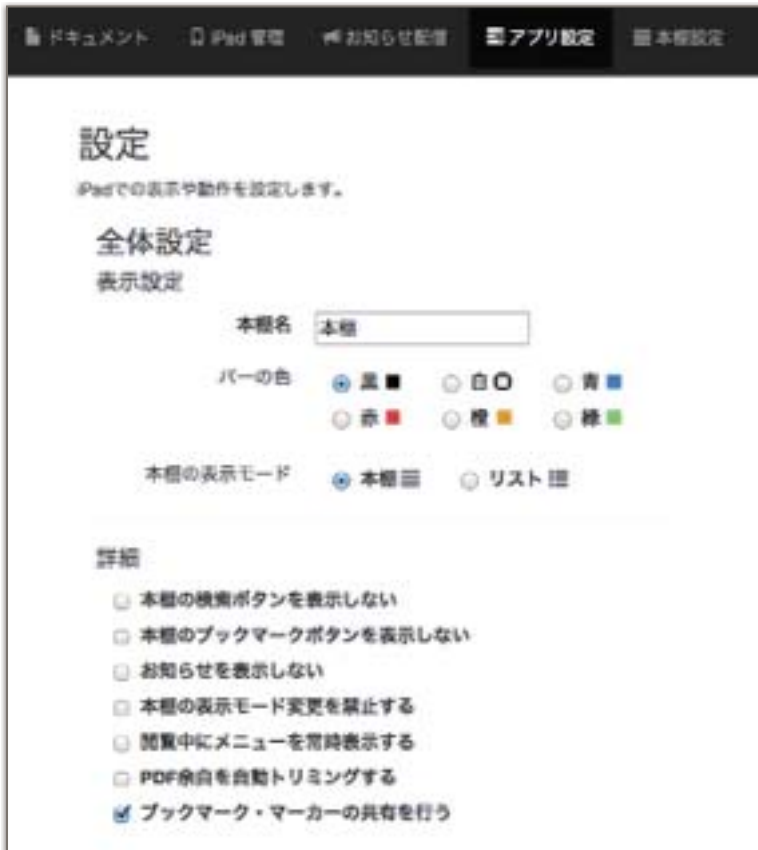 ドキュメント iPad 管理 お知らせ配信 アプリ設定 本棚設定
設定
iPadでの表示や動作を設定します。
全体設定
表示設定
本棚名 本棚
バーの色 黒 白 青
赤 橙 緑
本棚の表示モード 本棚 リスト
詳細
本棚の検索ボタンを表示しない
本棚のブックマークボタンを表示しない
お知らせを表示しない
本棚の表示モード変更を禁止する
閲覧中にメニューを常時表示する
PDF余白を自動トリミングする
ブックマーク・マーカーの共有を行う